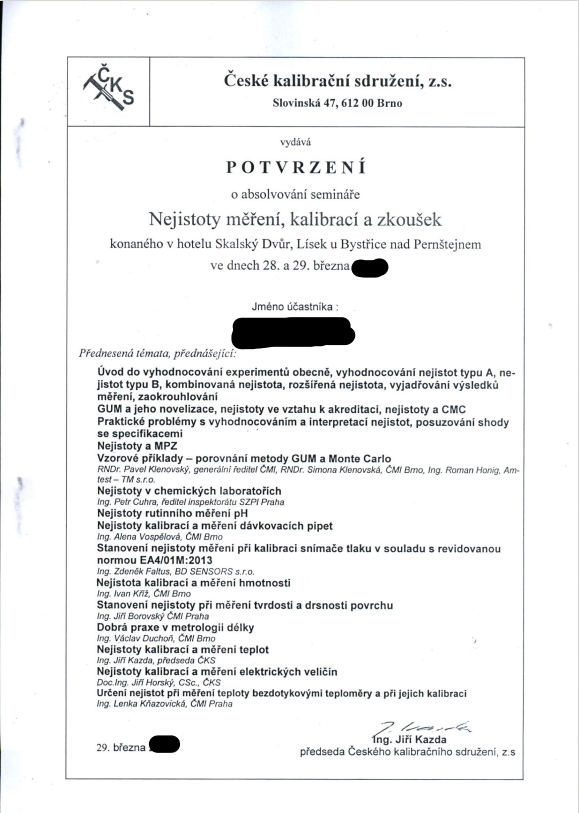 ČKS
České kalibrační sdružení, z.s.
Slovinská 47, 612 00 Brno
vydává
POTVRZENÍ
o absolvování semináře
Nejistoty měření, kalibrací a zkoušek
konaného v hotelu Skalský Dvůr, Lísek u Bystřice nad Pernštejnem
ve dnech 28. a 29. března
Jméno účastníka :
Přednesená témata, přednášející:
Úvod do vyhodnocování experimentů obecně, vyhodnocování nejistot typu A, ne-
jistot typu B, kombinovaná nejistota, rozšířená nejistota, vyjadřování výsledků
měření, zaokrouhlování
GUM a jeho novelizace, nejistoty ve vztahu k akreditaci, nejistoty a CMC
Praktické problémy s vyhodnocováním a interpretací nejistot, posuzování shody
se specifikacemi
Nejistoty a MPZ
Vzorové příklady – porovnání metody GUM a Monte Carlo
RNDr. Pavel Klenovský, generální ředitel ČMI, RNDr. Simona Klenovská, ČMI Brno, Ing. Roman Honig, Am-
test – TM s.r.o.
Nejistoty v chemických laboratořích
Ing. Petr Cuhra, ředitel inspektorátu SZPI Praha
Nejistoty rutinního měření pH
Nejistoty kalibrací a měření dávkovacích pipet
Ing. Alena Vospělová, ČMI Brno
Stanovení nejistoty měření při kalibraci snímače tlaku v souladu s revidovanou
normou EA4/01M:2013
Ing. Zdeněk Faltus, BD SENSORS s.r.o.
Nejistota kalibrací a měření hmotnosti
Ing. Ivan Kříž, ČMI Brno
Stanovení nejistoty při měření tvrdosti a drsnosti povrchu
Ing. Jiří Borovský ČMI Praha
Dobrá praxe v metrologii délky
Ing. Václav Duchoň, ČMI Brno
Nejistoty kalibrací a měření teplot
Ing. Jiří Kazda, předseda ČKS
Nejistoty kalibrací a měření elektrických veličin
Doc.Ing. Jiří Horský, CSc., ČKS
Určení nejistot při měření teploty bezdotykovými teploměry a při jejich kalibraci
Ing. Lenka Kňazovická, ČMI Praha
29. března
J. Kazda
Ing. Jiří Kazda
předseda Českého kalibračního sdružení, z.s